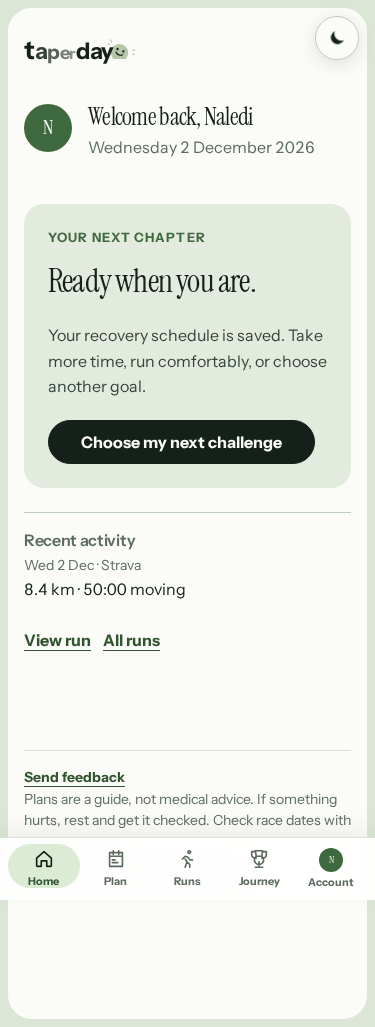 taperday
N
Welcome back, Naledi
Wednesday 2 December 2026
YOUR NEXT CHAPTER
Ready when you are.
Your recovery schedule is saved. Take
more time, run comfortably, or choose
another goal.
Choose my next challenge
Recent activity
Wed 2 Dec · Strava
8.4 km · 50:00 moving
View run All runs
Send feedback
Plans are a guide, not medical advice. If something
hurts, rest and get it checked. Check race dates with
N
Home Plan Runs Journey Account